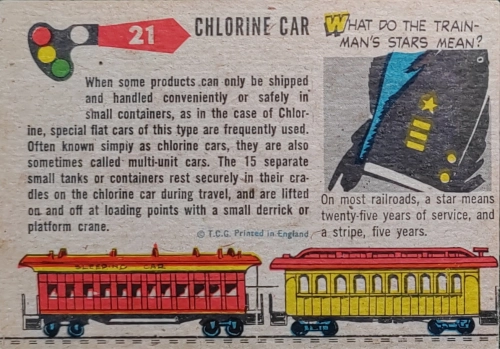 21
CHLORINE CAR
When some products can only be shipped
and handled conveniently or safely in
small containers, as in the case of Chlor-
ine, special flat cars of this type are frequently used.
Often known simply as chlorine cars, they are also
sometimes called multi-unit cars. The 15 separate
small tanks or containers rest securely in their cra-
dles on the chlorine car during travel, and are lifted
on and off at loading points with a small derrick or
platform crane.
© T.C.G. Printed in England
WHAT DO THE TRAIN-
MAN'S STARS MEAN?
On most railroads, a star means
twenty-five years of service, and
a stripe, five years.
SLEEPING CAR